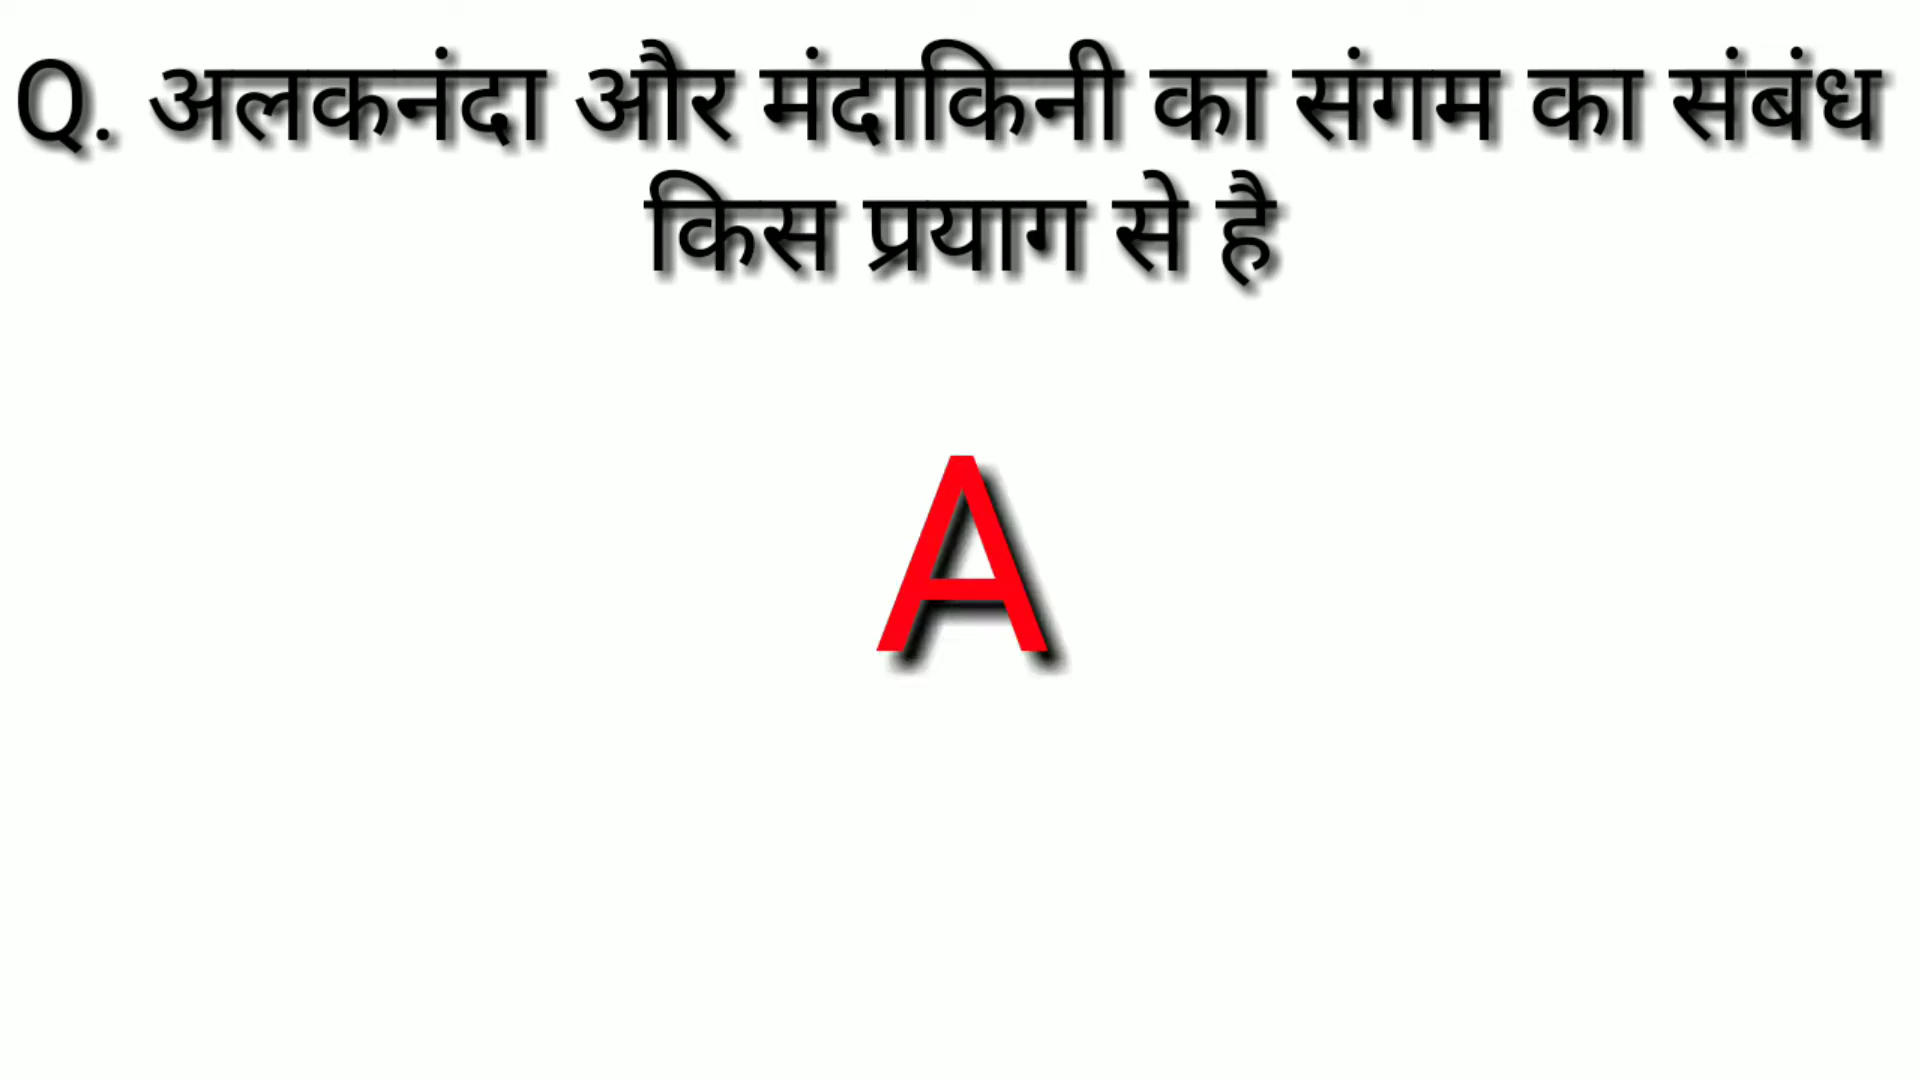 Q. अलकनंदा और मंदाकिनी का संगम का संबंध
किस प्रयाग से है
A